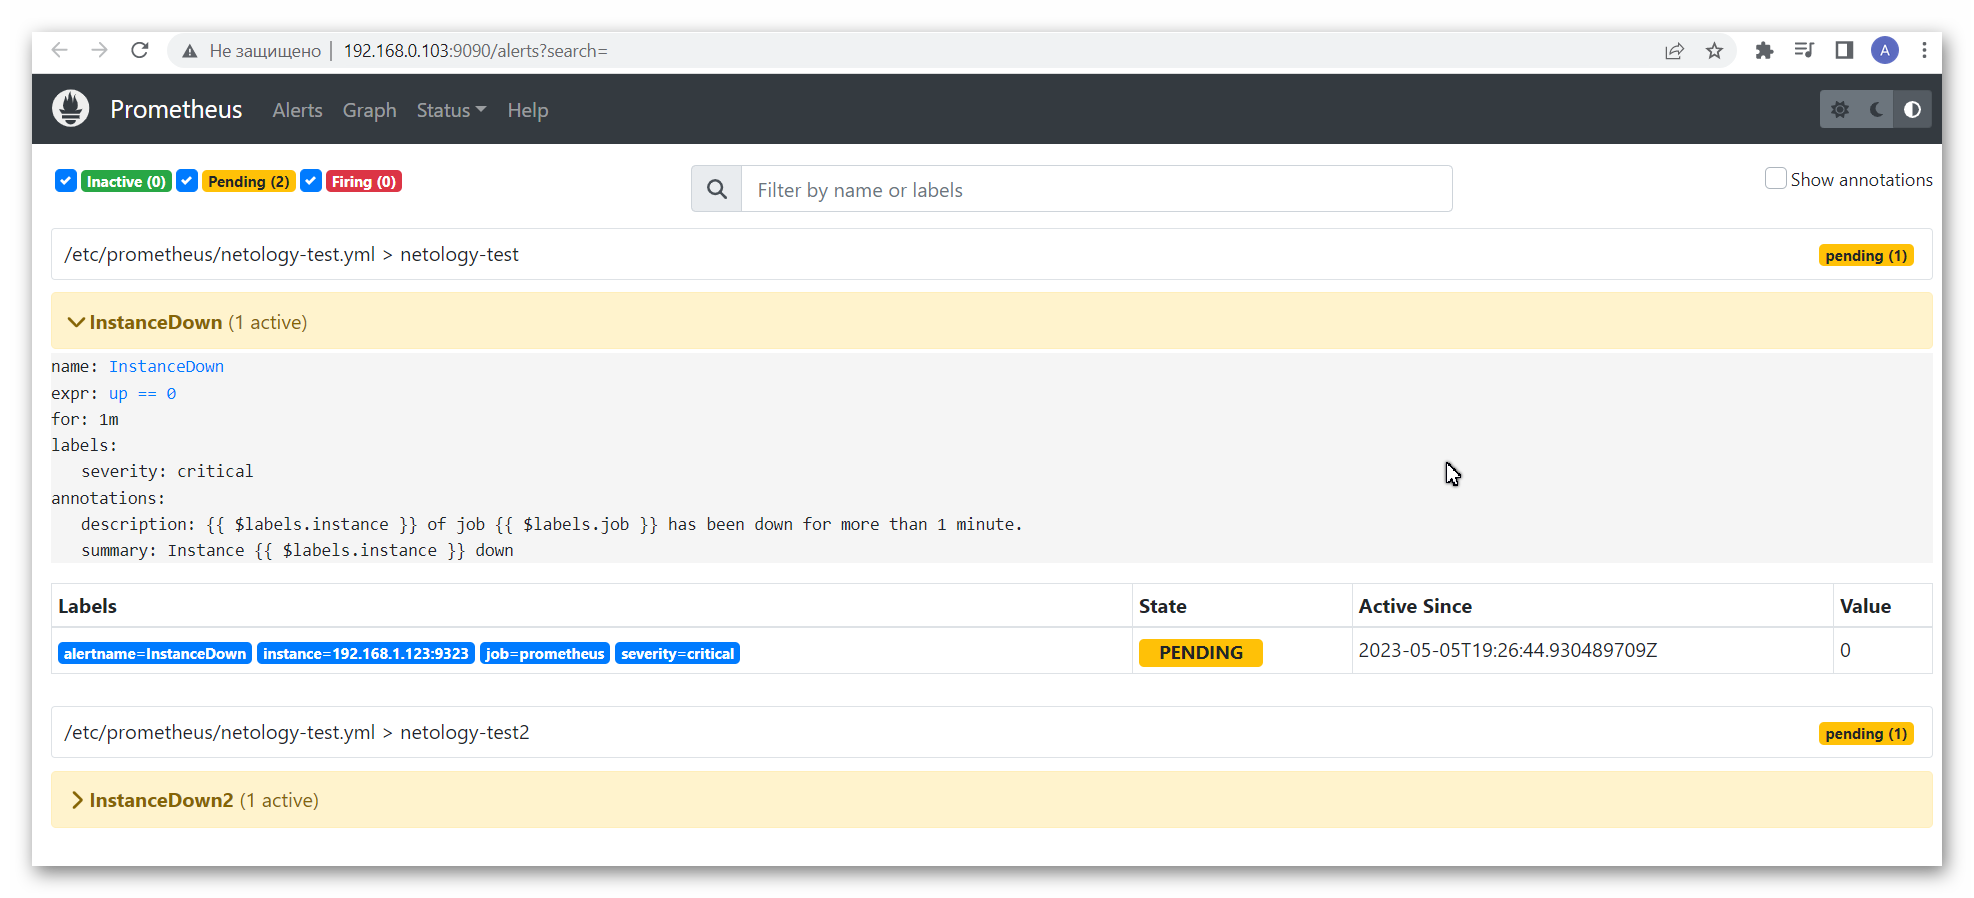 Не защищено | 192.168.0.103:9090/alerts?search=
A
Prometheus Alerts Graph Status Help
Inactive (0) Pending (2) Firing (0)
Filter by name or labels
Show annotations
/etc/prometheus/netology-test.yml > netology-test
pending (1)
InstanceDown (1 active)
name: InstanceDown
expr: up == 0
for: 1m
labels:
severity: critical
annotations:
description: {{ $labels.instance }} of job {{ $labels.job }} has been down for more than 1 minute.
summary: Instance {{ $labels.instance }} down
Labels State Active Since Value
alertname=InstanceDown instance=192.168.1.123:9323 job=prometheus severity=critical PENDING 2023-05-05T19:26:44.930489709Z 0
/etc/prometheus/netology-test.yml > netology-test2
pending (1)
InstanceDown2 (1 active)